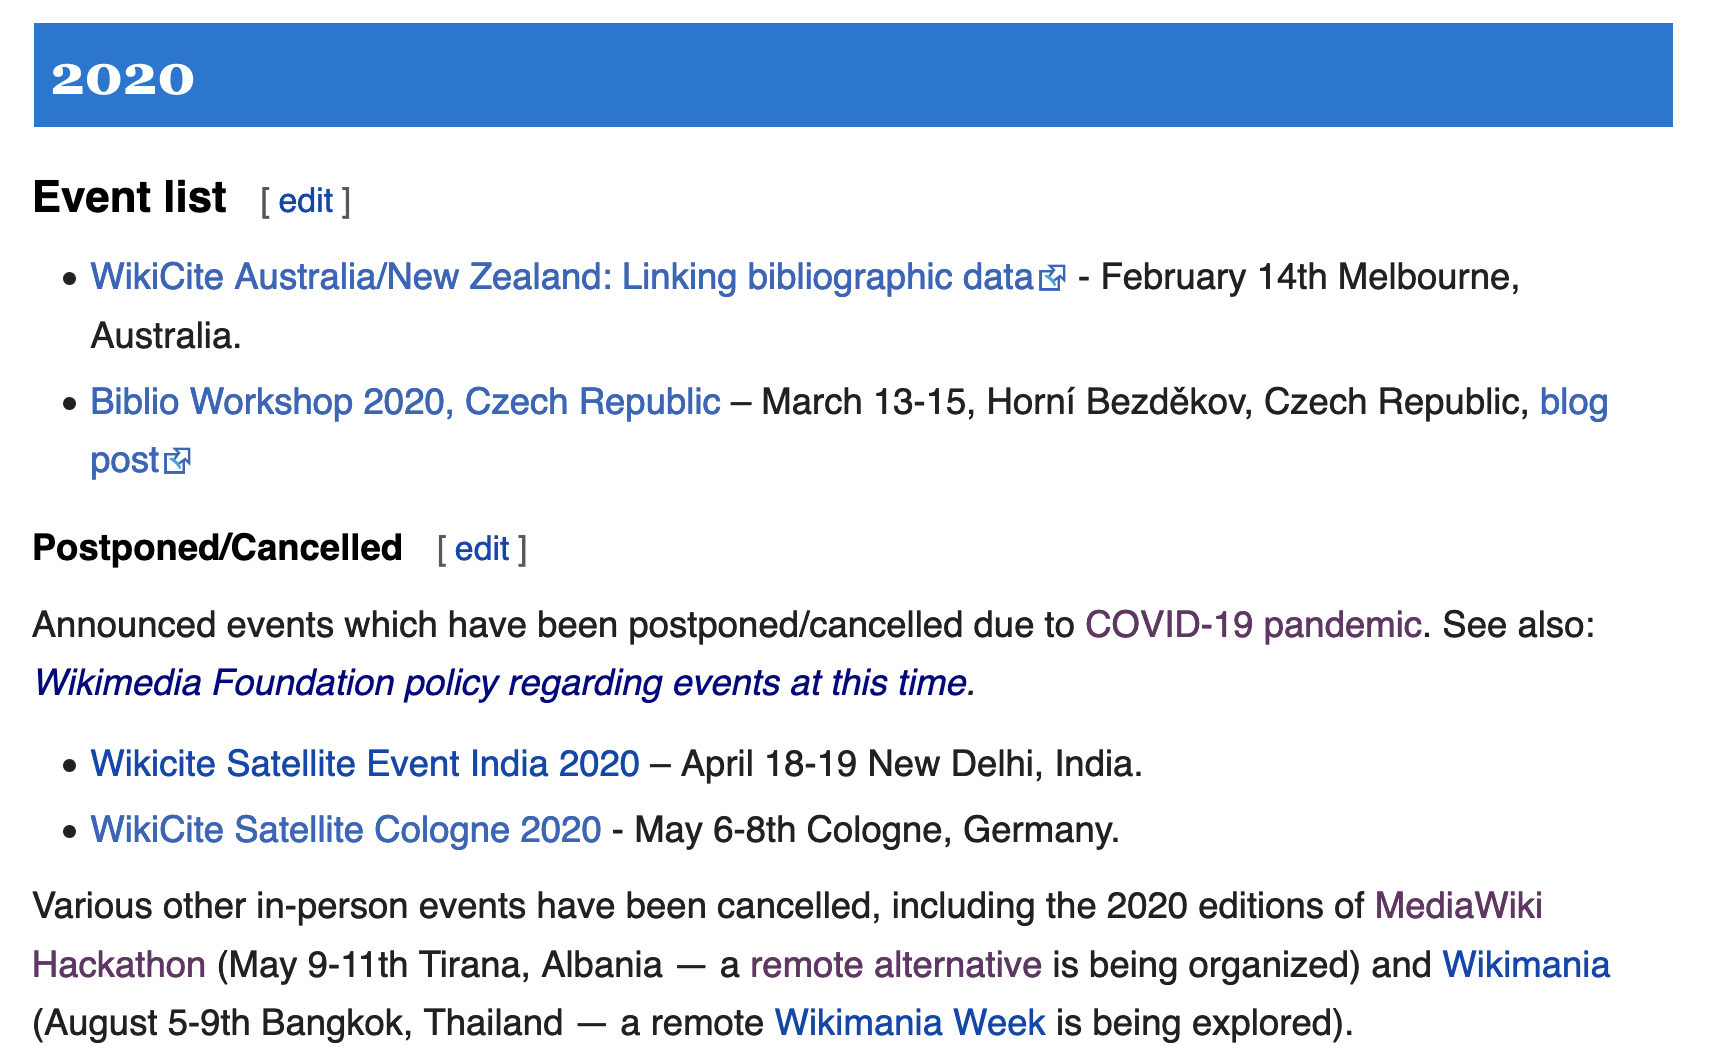 2020
Event list [ edit ]
• WikiCite Australia/New Zealand: Linking bibliographic data - February 14th Melbourne,
Australia.
• Biblio Workshop 2020, Czech Republic – March 13-15, Horní Bezděkov, Czech Republic, blog
post
Postponed/Cancelled [ edit ]
Announced events which have been postponed/cancelled due to COVID-19 pandemic. See also:
Wikimedia Foundation policy regarding events at this time.
• Wikicite Satellite Event India 2020 – April 18-19 New Delhi, India.
• WikiCite Satellite Cologne 2020 - May 6-8th Cologne, Germany.
Various other in-person events have been cancelled, including the 2020 editions of MediaWiki
Hackathon (May 9-11th Tirana, Albania — a remote alternative is being organized) and Wikimania
(August 5-9th Bangkok, Thailand — a remote Wikimania Week is being explored).